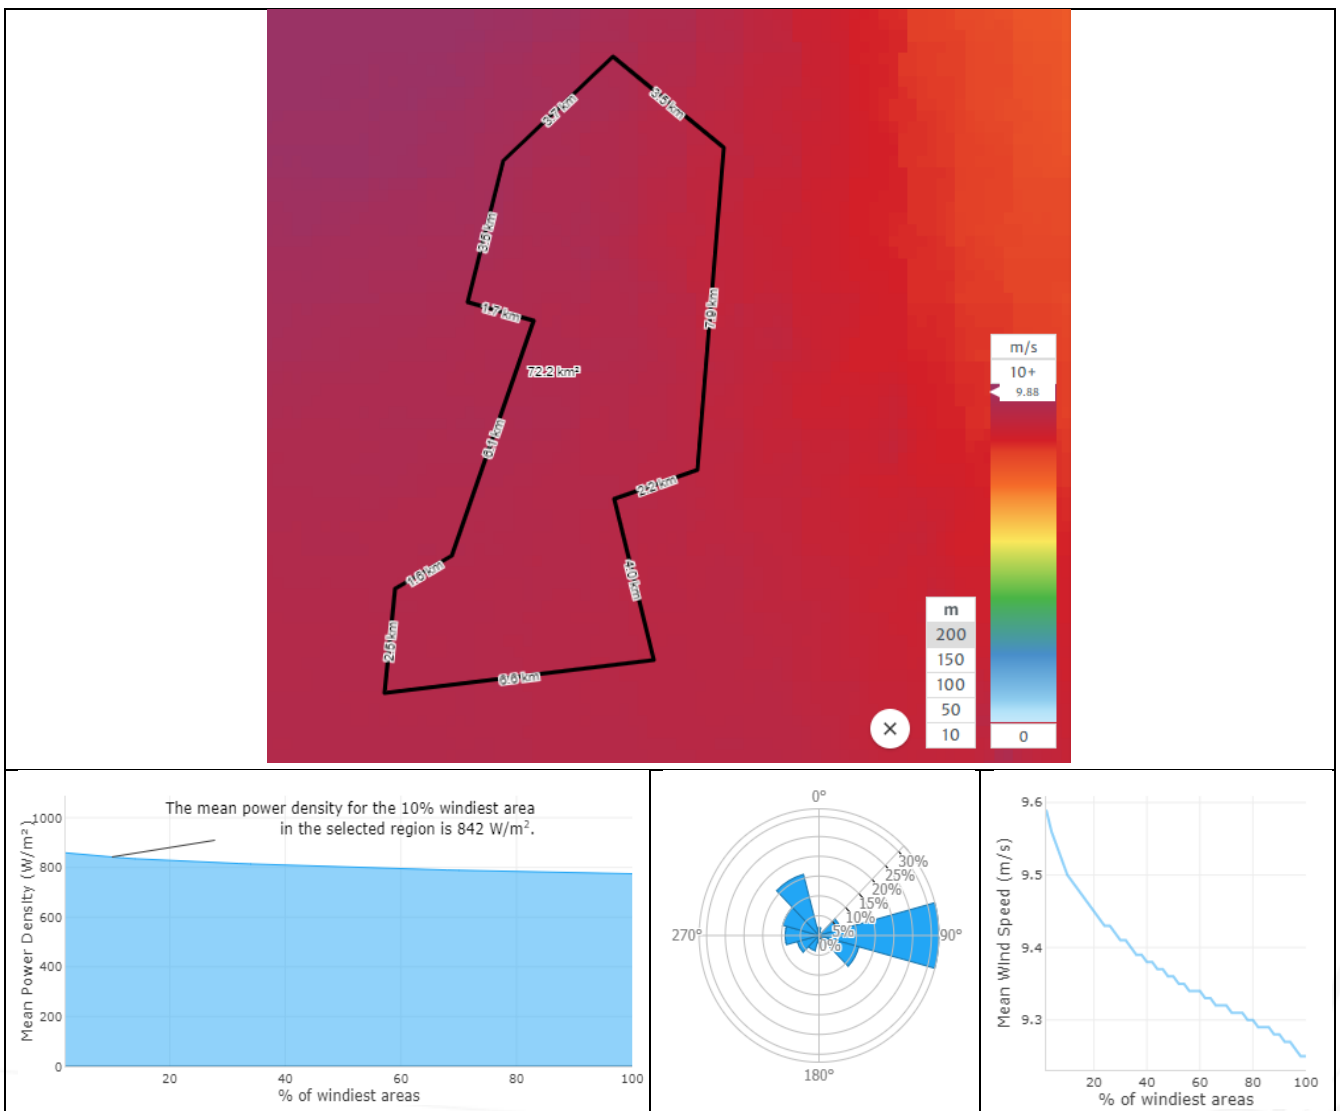 3.7 km
3.5 km
3.5 km
1.7 km
7.9 km
72.2 km²
6.1 km
2.2 km
1.6 km
4.0 km
2.5 km
6.6 km
m/s
10+
9.88
0
m
200
150
100
50
10
The mean power density for the 10% windiest area
in the selected region is 842 W/m².
Mean Power Density (W/m²)
1000
800
600
400
200
0
20 40 60 80 100
% of windiest areas
0°
30%
25%
20%
15%
10%
5%
0%
270°
90°
180°
Mean Wind Speed (m/s)
9.6
9.5
9.4
9.3
20 40 60 80 100
% of windiest areas